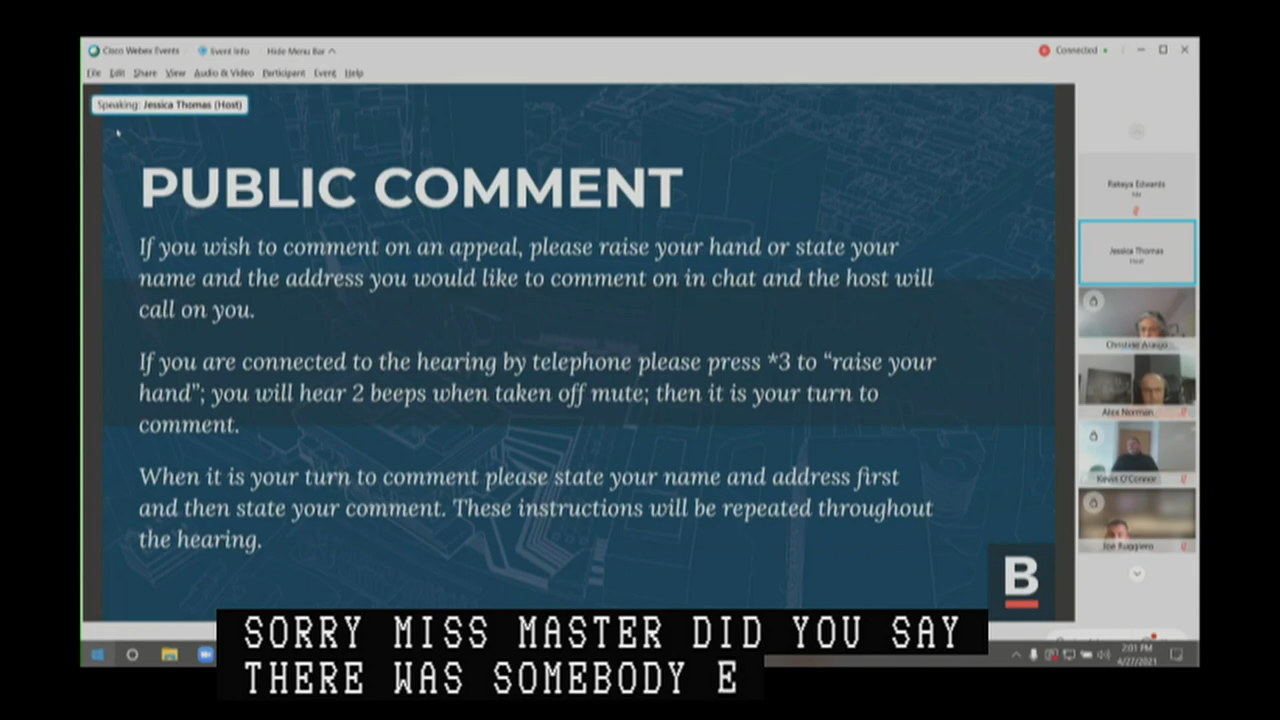 Cisco Webex Events Event Info Hide Menu Bar
Connected
File Edit Share View Audio & Video Participant Event Help
Speaking: Jessica Thomas (Host)
PUBLIC COMMENT
If you wish to comment on an appeal, please raise your hand or state your
name and the address you would like to comment on in chat and the host will
call on you.
If you are connected to the hearing by telephone please press *3 to “raise your
hand”; you will hear 2 beeps when taken off mute; then it is your turn to
comment.
When it is your turn to comment please state your name and address first
and then state your comment. These instructions will be repeated throughout
the hearing.
B
Rakeya Edwards
Me
Jessica Thomas
Host
Christine Araujo
Alex Norman
Kevin O'Connor
Joe Ruggiero
SORRY MISS MASTER DID YOU SAY
THERE WAS SOMEBODY E
2:01 PM
4/27/2021